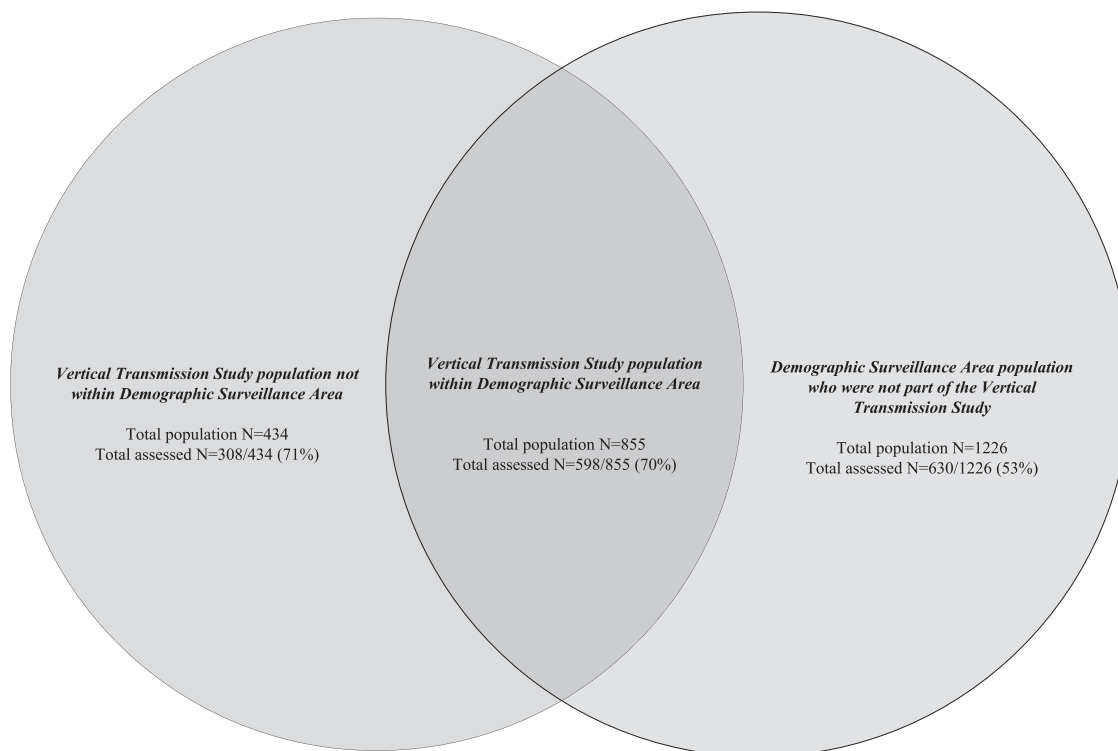 Vertical Transmission Study population not
within Demographic Surveillance Area
Total population N=434
Total assessed N=308/434 (71%)
Vertical Transmission Study population
within Demographic Surveillance Area
Total population N=855
Total assessed N=598/855 (70%)
Demographic Surveillance Area population
who were not part of the Vertical
Transmission Study
Total population N=1226
Total assessed N=630/1226 (53%)